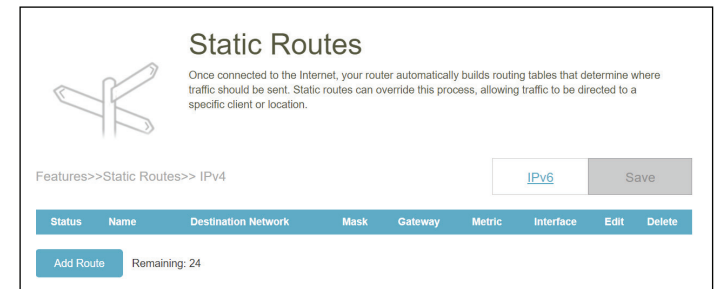 Static Routes
Once connected to the Internet, your router automatically builds routing tables that determine where
traffic should be sent. Static routes can override this process, allowing traffic to be directed to a
specific client or location.
Features>>Static Routes>> IPv4
IPv6
Save
Status Name Destination Network Mask Gateway Metric Interface Edit Delete
Add Route Remaining: 24